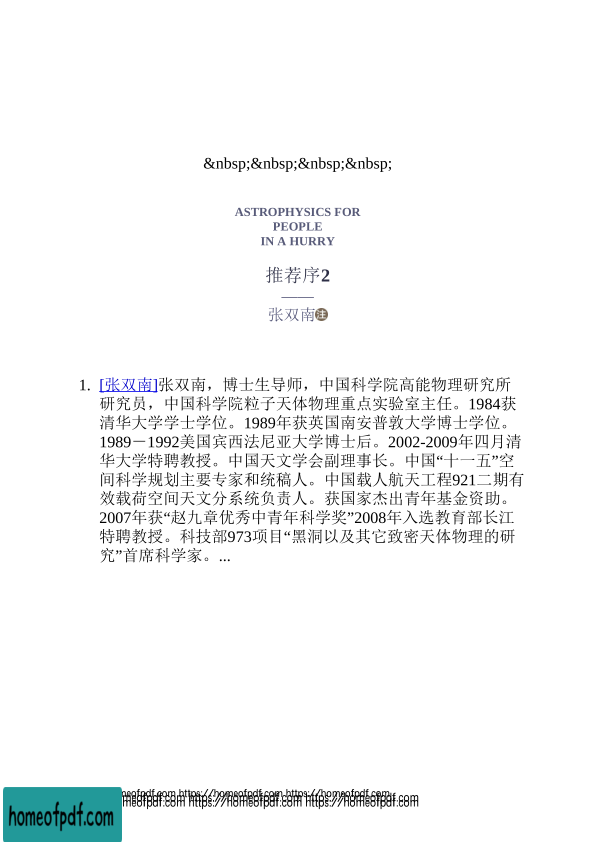 &nbsp;&nbsp;&nbsp;&nbsp;
ASTROPHYSICS FOR
PEOPLE
IN A HURRY
推荐序2
张双南注
1. [张双南]张双南，博士生导师，中国科学院高能物理研究所
研究员，中国科学院粒子天体物理重点实验室主任。1984获
清华大学学士学位。1989年获英国南安普敦大学博士学位。
1989－1992美国宾西法尼亚大学博士后。2002-2009年四月清
华大学特聘教授。中国天文学会副理事长。中国“十一五”空
间科学规划主要专家和统稿人。中国载人航天工程921二期有
效载荷空间天文分系统负责人。获国家杰出青年基金资助。
2007年获“赵九章优秀中青年科学奖”2008年入选教育部长江
特聘教授。科技部973项目“黑洞以及其它致密天体物理的研
究”首席科学家。...
homeofpdf.com https://homeofpdf.com https://homeofpdf.com
homeofpdf.com https://homeofpdf.com https://homeofpdf.com
homeofpdf.com